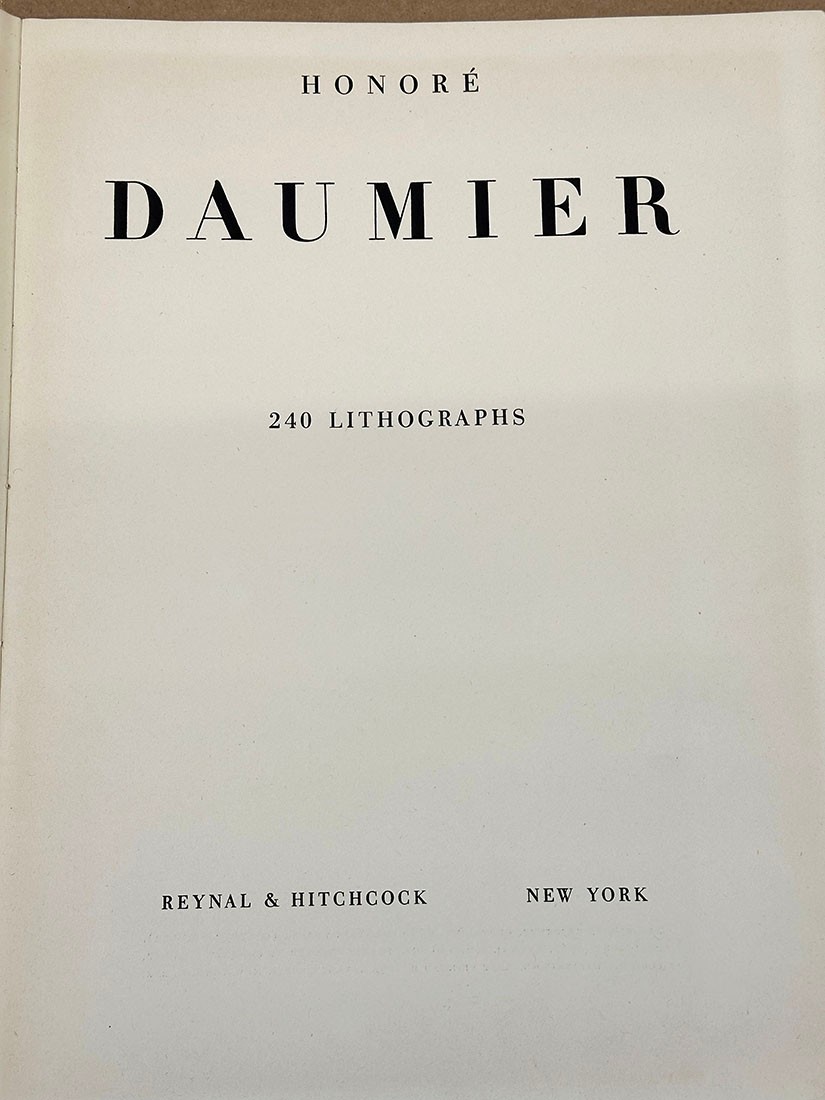 HONORÉ
DAUMIER
240 LITHOGRAPHS
REYNAL & HITCHCOCK NEW YORK